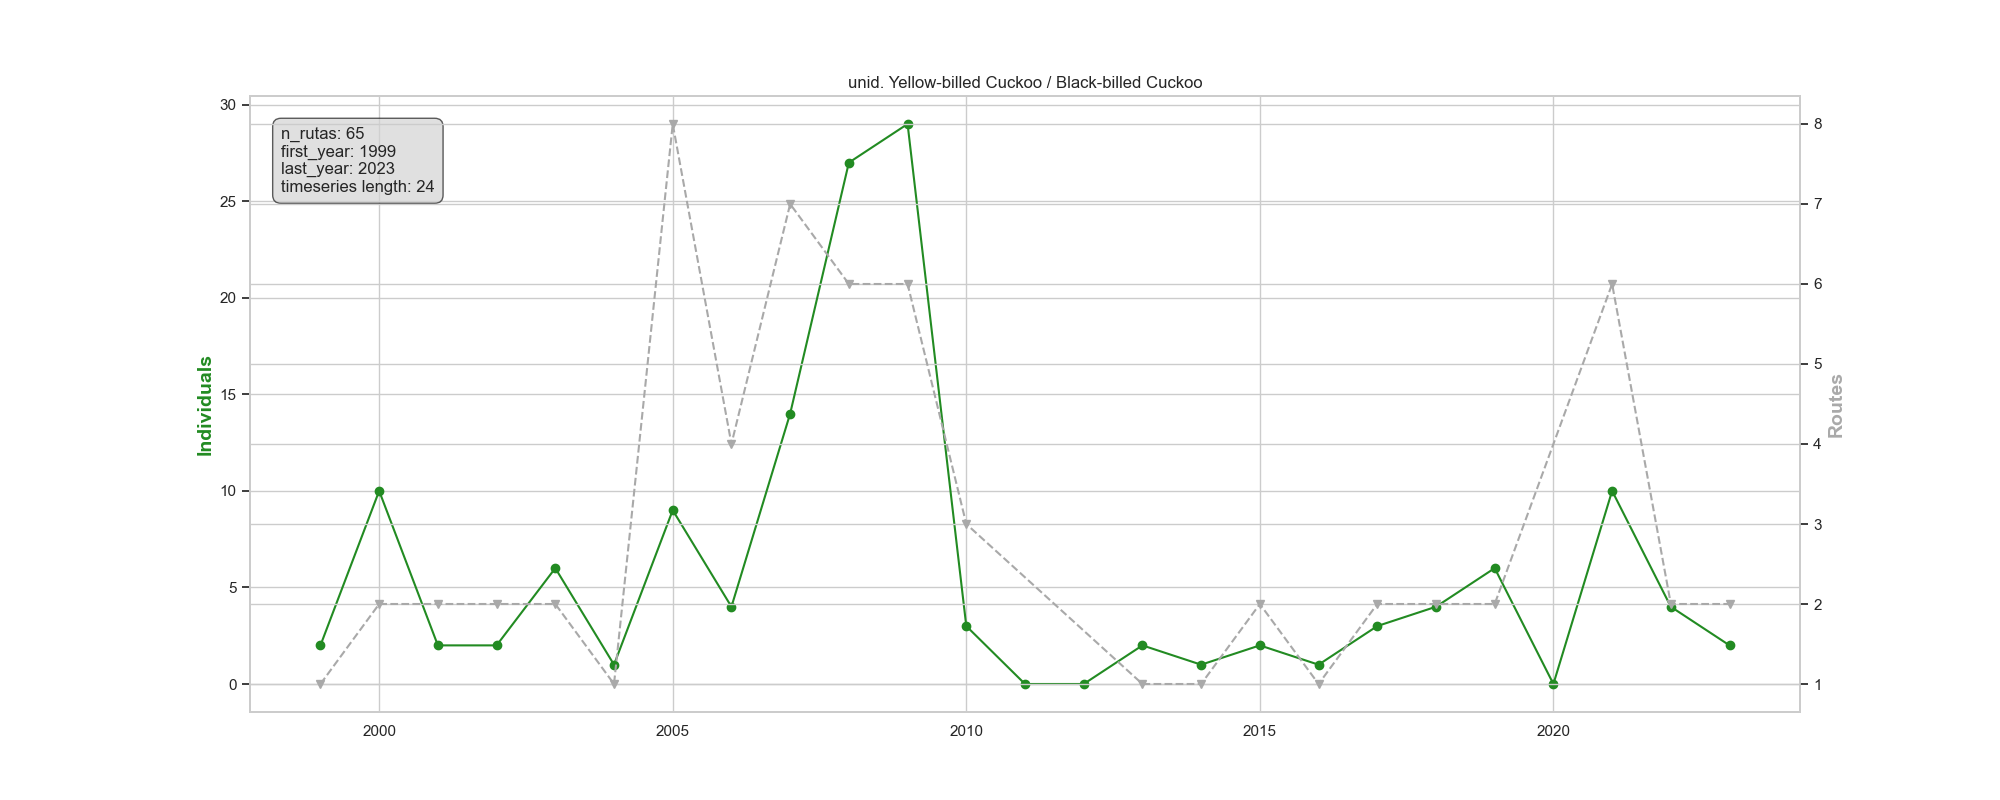 unid. Yellow-billed Cuckoo / Black-billed Cuckoo
n_rutas: 65
first_year: 1999
last_year: 2023
timeseries length: 24
30
25
20
15
10
5
0
Individuals
8
7
6
5
4
3
2
1
Routes
2000
2005
2010
2015
2020